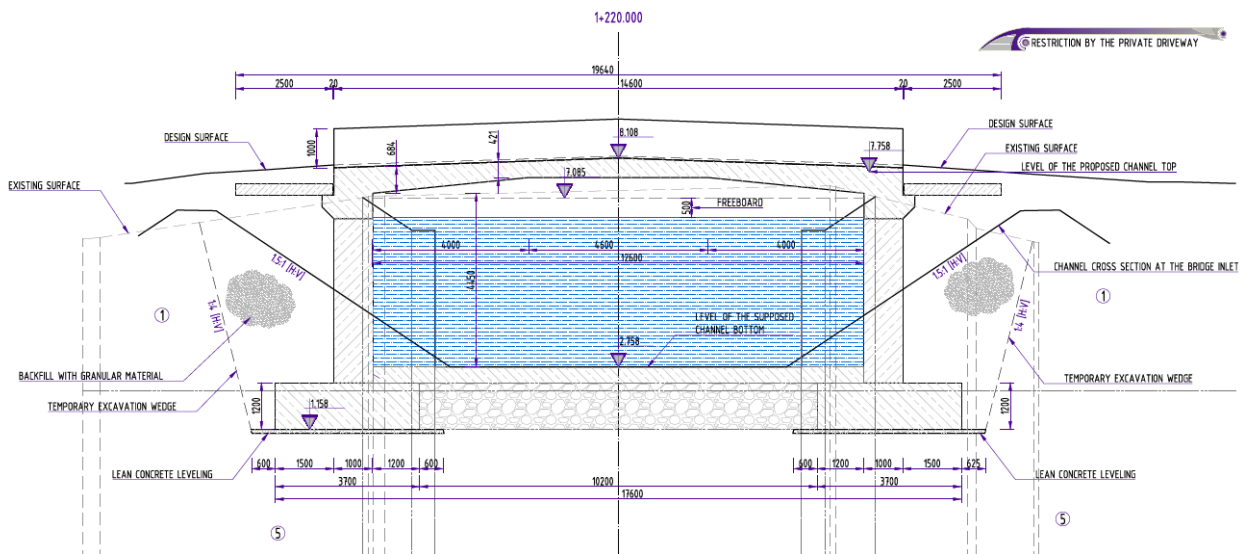 1+220.000
RESTRICTION BY THE PRIVATE DRIVEWAY
19640
2500
20
14600
20
2500
DESIGN SURFACE
1000
684
421
8.108
7.758
DESIGN SURFACE
EXISTING SURFACE
LEVEL OF THE PROPOSED CHANNEL TOP
EXISTING SURFACE
7.085
500
FREEBOARD
4000
4600
4000
12600
4450
1.5:1 (H:V)
1.5:1 (H:V)
CHANNEL CROSS SECTION AT THE BRIDGE INLET
1
1
1:4 (H:V)
1:4 (H:V)
LEVEL OF THE SUPPOSED
CHANNEL BOTTOM
2.758
BACKFILL WITH GRANULAR MATERIAL
TEMPORARY EXCAVATION WEDGE
TEMPORARY EXCAVATION WEDGE
1200
1.158
1200
LEAN CONCRETE LEVELING
LEAN CONCRETE LEVELING
600
1500
1000
1200
600
600
1200
1000
1500
625
3700
10200
3700
17600
5
5